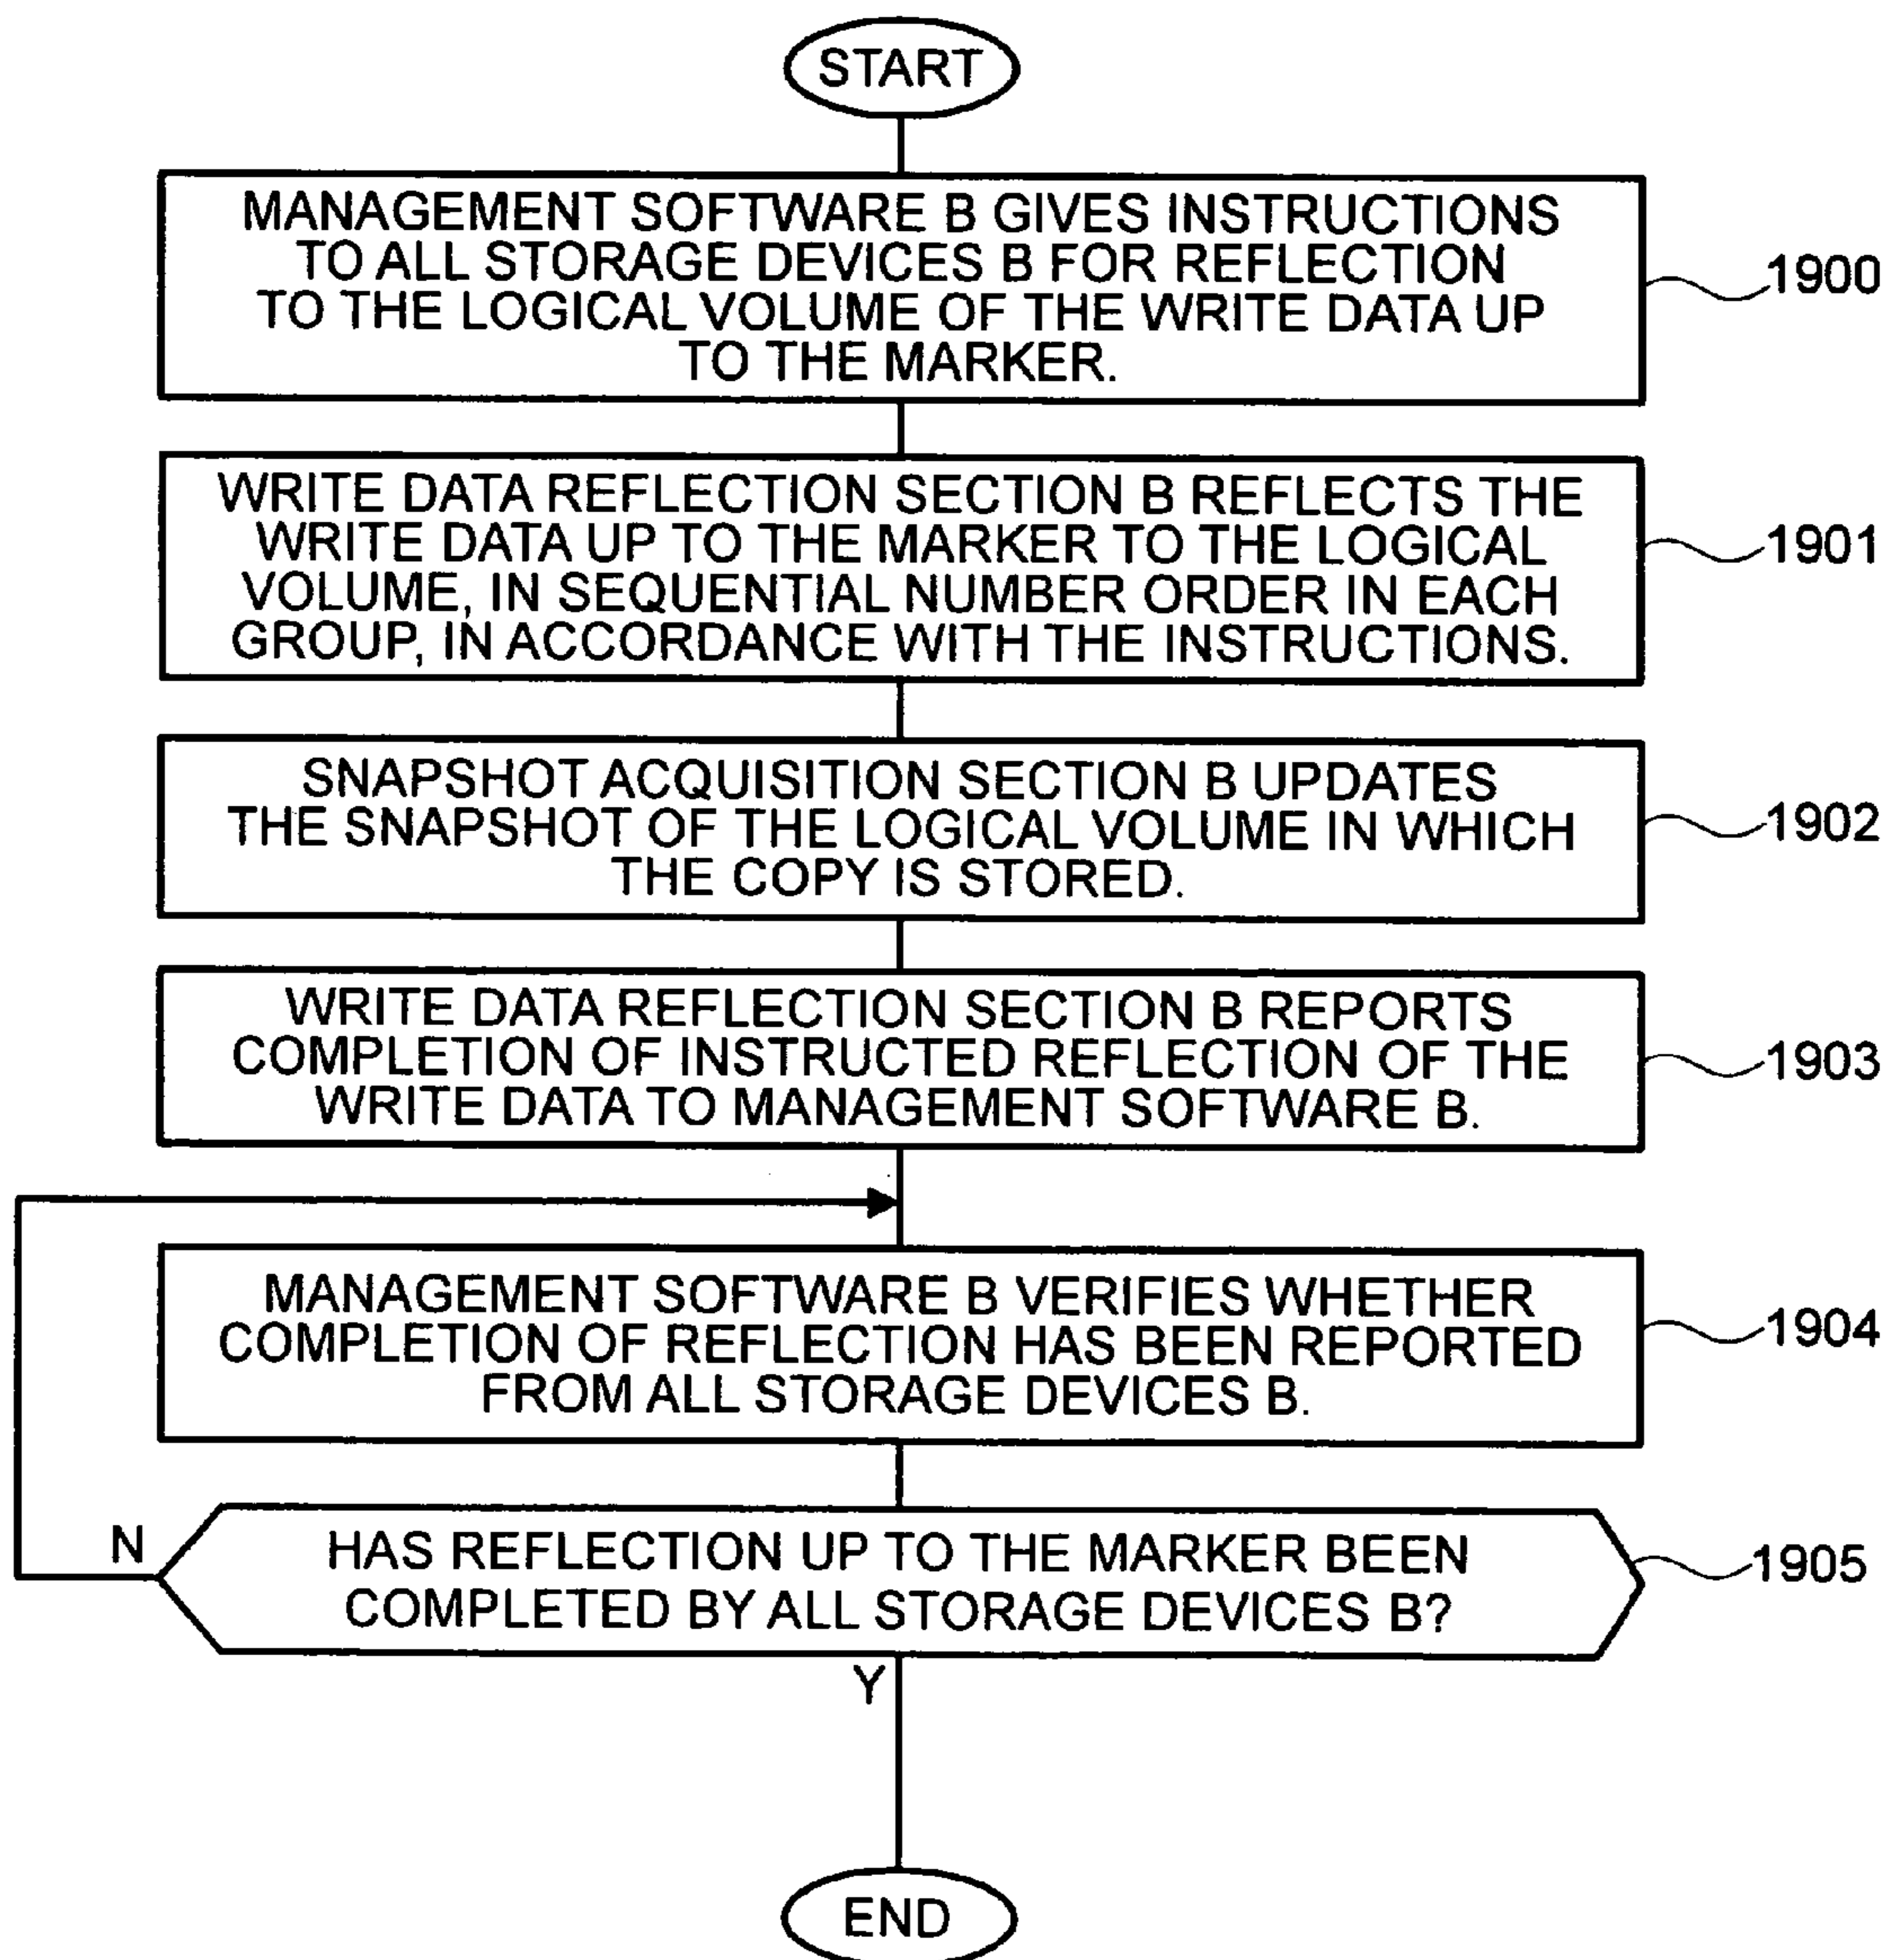 START
MANAGEMENT SOFTWARE B GIVES INSTRUCTIONS
TO ALL STORAGE DEVICES B FOR REFLECTION
TO THE LOGICAL VOLUME OF THE WRITE DATA UP
TO THE MARKER.
1900
WRITE DATA REFLECTION SECTION B REFLECTS THE
WRITE DATA UP TO THE MARKER TO THE LOGICAL
VOLUME, IN SEQUENTIAL NUMBER ORDER IN EACH
GROUP, IN ACCORDANCE WITH THE INSTRUCTIONS.
1901
SNAPSHOT ACQUISITION SECTION B UPDATES
THE SNAPSHOT OF THE LOGICAL VOLUME IN WHICH
THE COPY IS STORED.
1902
WRITE DATA REFLECTION SECTION B REPORTS
COMPLETION OF INSTRUCTED REFLECTION OF THE
WRITE DATA TO MANAGEMENT SOFTWARE B.
1903
MANAGEMENT SOFTWARE B VERIFIES WHETHER
COMPLETION OF REFLECTION HAS BEEN REPORTED
FROM ALL STORAGE DEVICES B.
1904
N
HAS REFLECTION UP TO THE MARKER BEEN
COMPLETED BY ALL STORAGE DEVICES B?
1905
Y
END